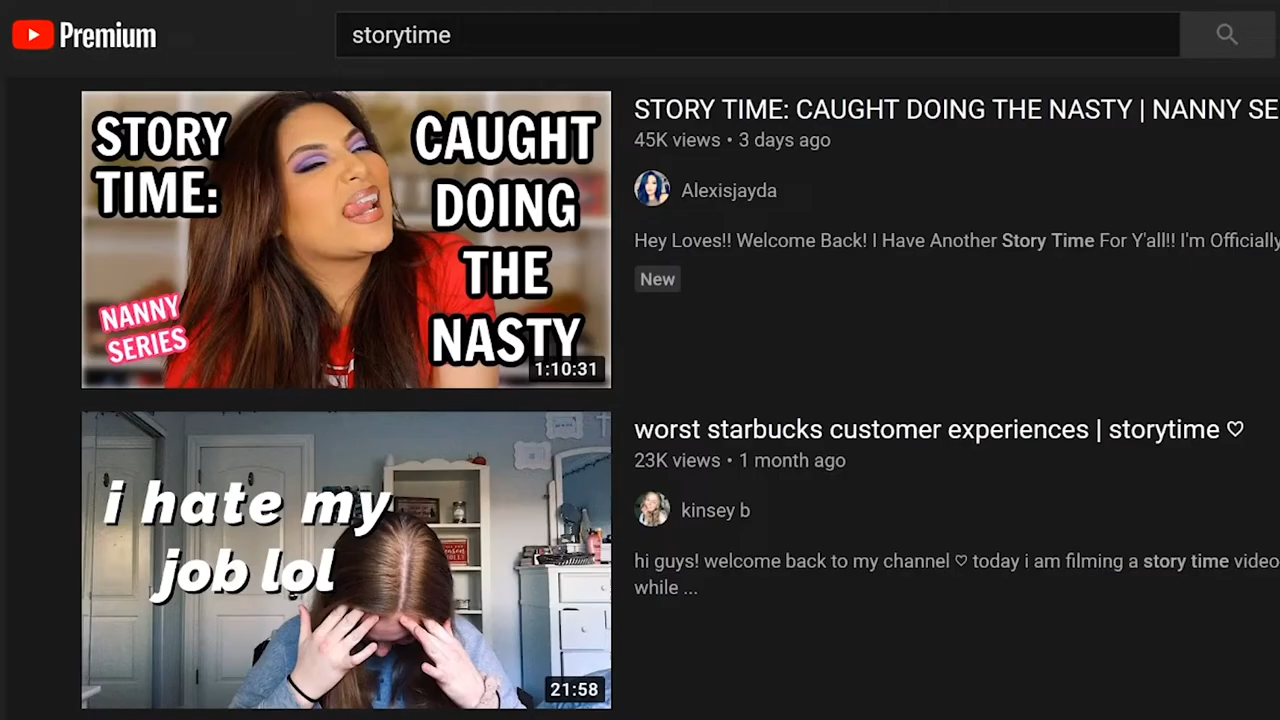 Premium
storytime
STORY
TIME:
CAUGHT
DOING
THE
NASTY
NANNY
SERIES
1:10:31
STORY TIME: CAUGHT DOING THE NASTY | NANNY SE
45K views • 3 days ago
Alexisjayda
Hey Loves!! Welcome Back! I Have Another Story Time For Y'all!! I'm Officially
New
i hate my
job lol
21:58
worst starbucks customer experiences | storytime ♡
23K views • 1 month ago
kinsey b
hi guys! welcome back to my channel ♡ today i am filming a story time video
while ...